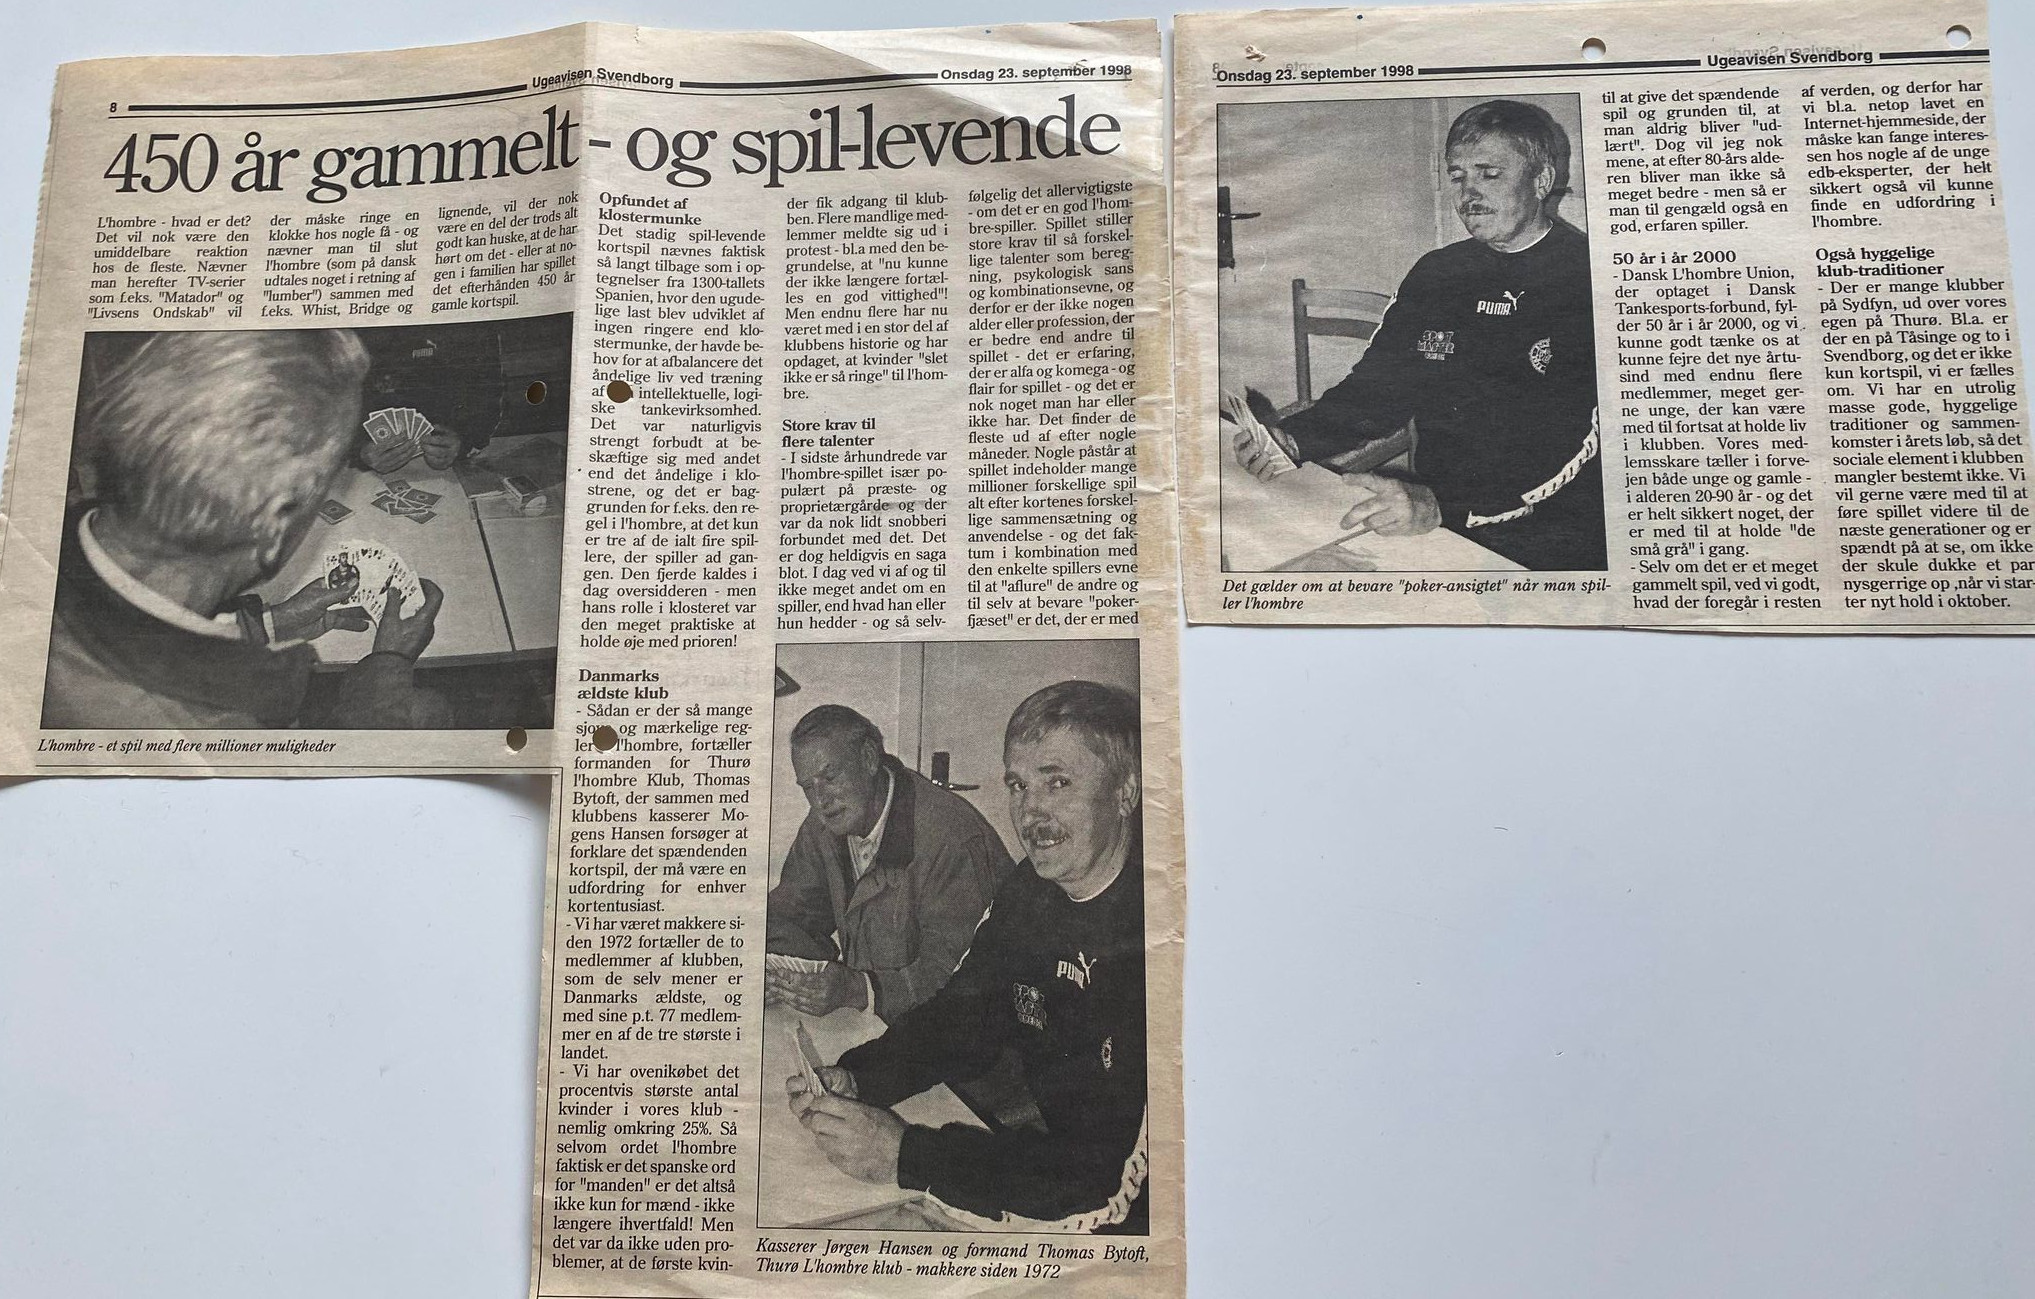 8
Ugeavisen Svendborg
Onsdag 23. september 1998
450 år gammelt - og spil-levende
L'hombre - hvad er det?
Det vil nok være den
umiddelbare reaktion
hos de fleste. Nævner
man herefter TV-serier
som f.eks. "Matador" og
"Livsens Ondskab" vil
der måske ringe en
klokke hos nogle få - og
nævner man til slut
l'hombre (som på dansk
udtales noget i retning af
"lumber") sammen med
f.eks. Whist, Bridge og
lignende, vil der nok
være en del der trods alt
godt kan huske, at de har
hørt om det - eller at no-
gen i familien har spillet
det efterhånden 450 år
gamle kortspil.
L'hombre - et spil med flere millioner muligheder
Opfundet af
klostermunke
Det stadig spil-levende
kortspil nævnes faktisk
så langt tilbage som i op-
tegnelser fra 1300-tallets
Spanien, hvor den ugude-
lige last blev udviklet af
ingen ringere end klo-
stermunke, der havde be-
hov for at afbalancere det
åndelige liv ved træning
af intellektuelle, logi-
ske tankevirksomhed.
Det var naturligvis
strengt forbudt at be-
skæftige sig med andet
end det åndelige i klo-
strene, og det er bag-
grunden for f.eks. den re-
gel i l'hombre, at det kun
er tre af de ialt fire spil-
lere, der spiller ad gan-
gen. Den fjerde kaldes i
dag oversidderen - men
hans rolle i klosteret var
den meget praktiske at
holde øje med prioren!
Danmarks
ældste klub
- Sådan er der så mange
og mærkelige reg-
l'hombre, fortæller
formanden for Thurø
l'hombre Klub, Thomas
Bytoft, der sammen med
klubbens kasserer Mo-
gens Hansen forsøger at
forklare det spændenden
kortspil, der må være en
udfordring for enhver
kortentusiast.
- Vi har været makkere si-
den 1972 fortæller de to
medlemmer af klubben,
som de selv mener er
Danmarks ældste, og
med sine p.t. 77 medlem-
mer en af de tre største i
landet.
- Vi har ovenikøbet det
procentvis største antal
kvinder i vores klub -
nemlig omkring 25%. Så
selvom ordet l'hombre
faktisk er det spanske ord
for "manden" er det altså
ikke kun for mænd - ikke
længere ihvertfald! Men
det var da ikke uden pro-
blemer, at de første kvin-
der fik adgang til klub-
ben. Flere mandlige med-
lemmer meldte sig ud i
protest - bl.a med den be-
grundelse, at "nu kunne
der ikke længere fortæl-
les en god vittighed"!
Men endnu flere har nu
været med i en stor del af
klubbens historie og har
opdaget, at kvinder "slet
ikke er så ringe" til l'hom-
bre.
Store krav til
flere talenter
- I sidste århundrede var
l'hombre-spillet især po-
pulært på præste- og
proprietærgårde og der
var da nok lidt snobberi
forbundet med det. Det
er dog heldigvis en saga
blot. I dag ved vi af og til
ikke meget andet om en
spiller, end hvad han eller
hun hedder - og så selv-
følgelig det allervigtigste
- om det er en god l'hom-
bre-spiller. Spillet stiller
store krav til så forskel-
lige talenter som bereg-
ning, psykologisk sans
og kombinationsevne, og
derfor er der ikke nogen
alder eller profession, der
er bedre end andre til
spillet - det er erfaring,
der er alfa og komega - og
flair for spillet - og det er
nok noget man har eller
ikke har. Det finder de
fleste ud af efter nogle
måneder. Nogle påstår at
spillet indeholder mange
millioner forskellige spil
alt efter kortenes forskel-
lige sammensætning og
anvendelse - og det fak-
tum i kombination med
den enkelte spillers evne
til at "aflure" de andre og
til selv at bevare "poker-
fjæset" er det, der er med
PUMA
Kasserer Jørgen Hansen og formand Thomas Bytoft,
Thurø L'hombre klub - makkere siden 1972
Onsdag 23. september 1998
Ugeavisen Svendborg
PUMA
Det gælder om at bevare "poker-ansigtet" når man spil-
ler l'hombre
til at give det spændende
spil og grunden til, at
man aldrig bliver "ud-
lært". Dog vil jeg nok
mene, at efter 80-års alde-
ren bliver man ikke så
meget bedre - men så er
man til gengæld også en
god, erfaren spiller.
50 år i år 2000
- Dansk L'hombre Union,
der optaget i Dansk
Tankesports-forbund, fyl-
der 50 år i år 2000, og vi
kunne godt tænke os at
kunne fejre det nye årtu-
sind med endnu flere
medlemmer, meget ger-
ne unge, der kan være
med til fortsat at holde liv
i klubben. Vores med-
lemsskare tæller i forve-
jen både unge og gamle -
i alderen 20-90 år - og det
er helt sikkert noget, der
er med til at holde "de
små grå" i gang.
- Selv om det er et meget
gammelt spil, ved vi godt,
hvad der foregår i resten
af verden, og derfor har
vi bl.a. netop lavet en
Internet-hjemmeside, der
måske kan fange interes-
sen hos nogle af de unge
edb-eksperter, der helt
sikkert også vil kunne
finde en udfordring i
l'hombre.
Også hyggelige
klub-traditioner
- Der er mange klubber
på Sydfyn, ud over vores
egen på Thurø. Bl.a. er
der en på Tåsinge og to i
Svendborg, og det er ikke
kun kortspil, vi er fælles
om. Vi har en utrolig
masse gode, hyggelige
traditioner og sammen-
komster i årets løb, så det
sociale element i klubben
mangler bestemt ikke. Vi
vil gerne være med til at
føre spillet videre til de
næste generationer og er
spændt på at se, om ikke
der skule dukke et par
nysgerrige op ,når vi star-
ter nyt hold i oktober.